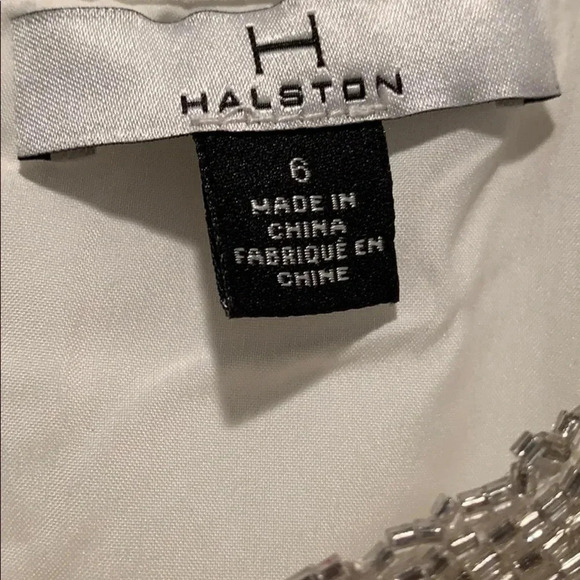 H
HALSTON
6
MADE IN
CHINA
FABRIQUÉ EN
CHINE